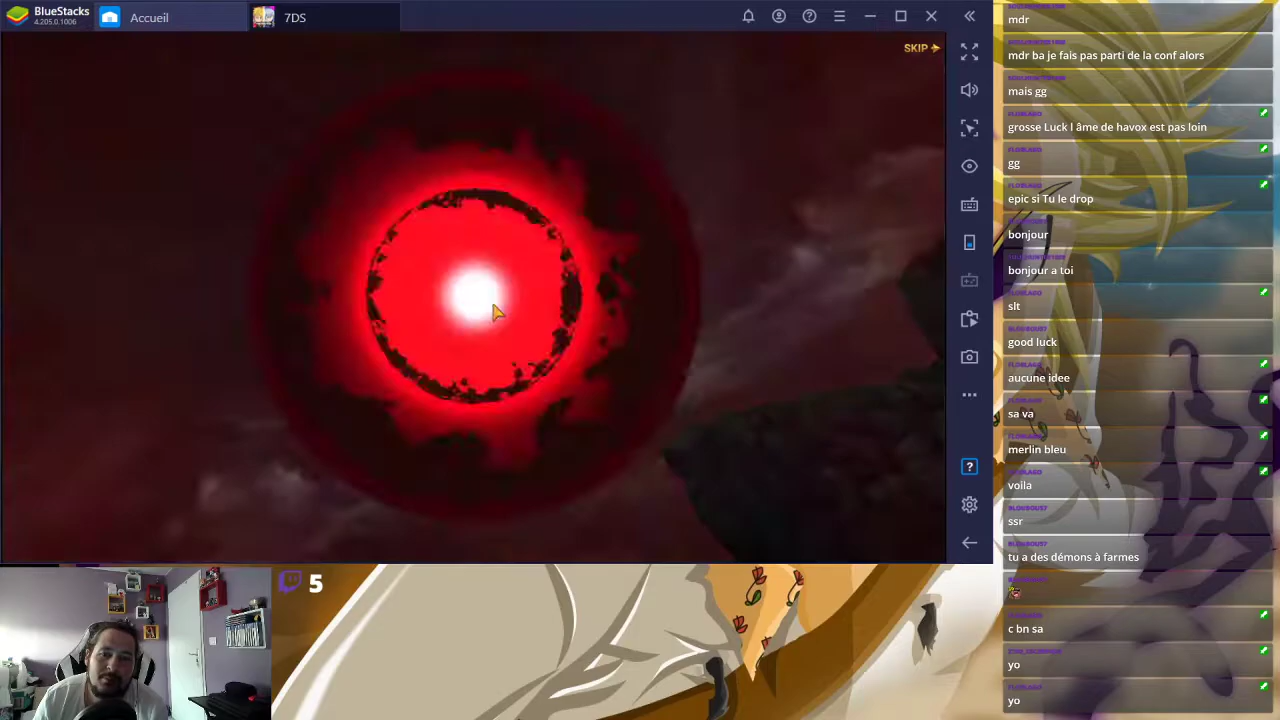 BlueStacks
4.205.0.1006
Accueil
7DS
SKIP
mdr
mdr ba je fais pas parti de la conf alors
mais gg
grosse Luck l âme de havox est pas loin
gg
epic si Tu le drop
bonjour
bonjour a toi
slt
good luck
aucune idee
sa va
merlin bleu
voila
ssr
tu a des démons à farmes
c bn sa
yo
yo
5